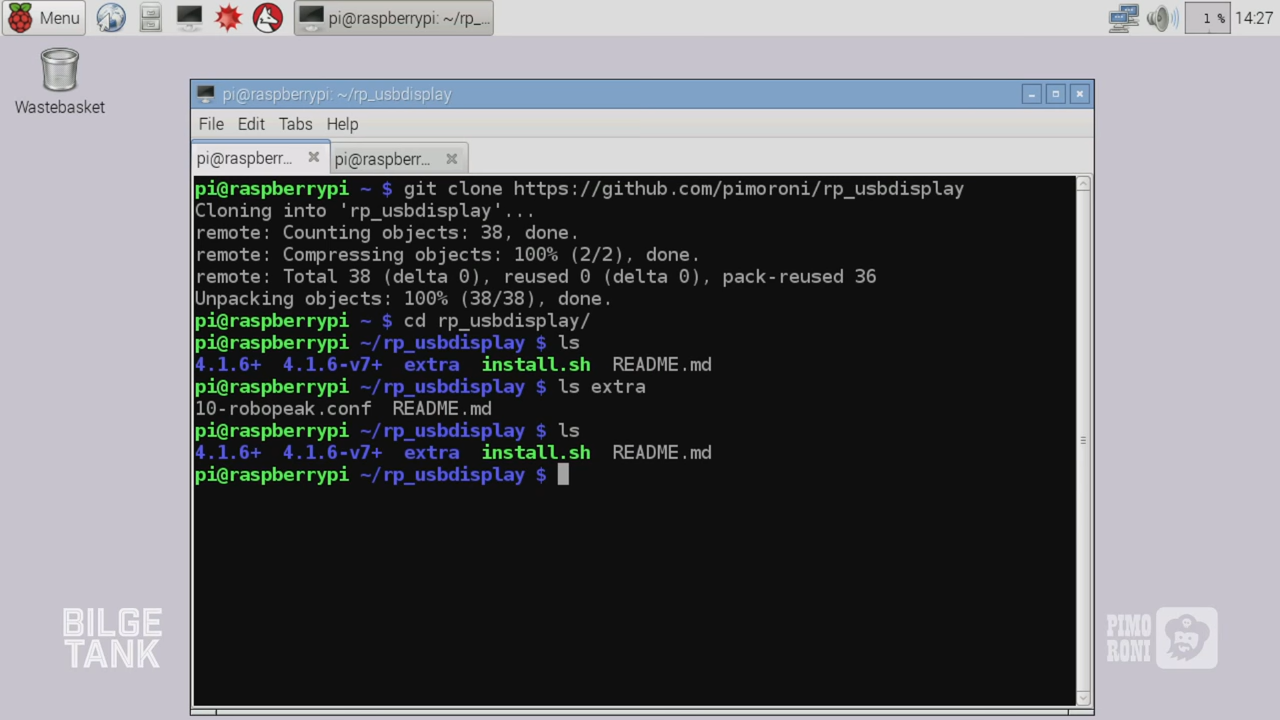 Menu
pi@raspberrypi: ~/rp_...
1 %
14:27
Wastebasket
pi@raspberrypi: ~/rp_usbdisplay
File Edit Tabs Help
pi@raspberr... pi@raspberr...
pi@raspberrypi ~ $ git clone https://github.com/pimoroni/rp_usbdisplay
Cloning into 'rp_usbdisplay'...
remote: Counting objects: 38, done.
remote: Compressing objects: 100% (2/2), done.
remote: Total 38 (delta 0), reused 0 (delta 0), pack-reused 36
Unpacking objects: 100% (38/38), done.
pi@raspberrypi ~ $ cd rp_usbdisplay/
pi@raspberrypi ~/rp_usbdisplay $ ls
4.1.6+ 4.1.6-v7+ extra install.sh README.md
pi@raspberrypi ~/rp_usbdisplay $ ls extra
10-robopeak.conf README.md
pi@raspberrypi ~/rp_usbdisplay $ ls
4.1.6+ 4.1.6-v7+ extra install.sh README.md
pi@raspberrypi ~/rp_usbdisplay $
BILGE
TANK
PIMO
RONI